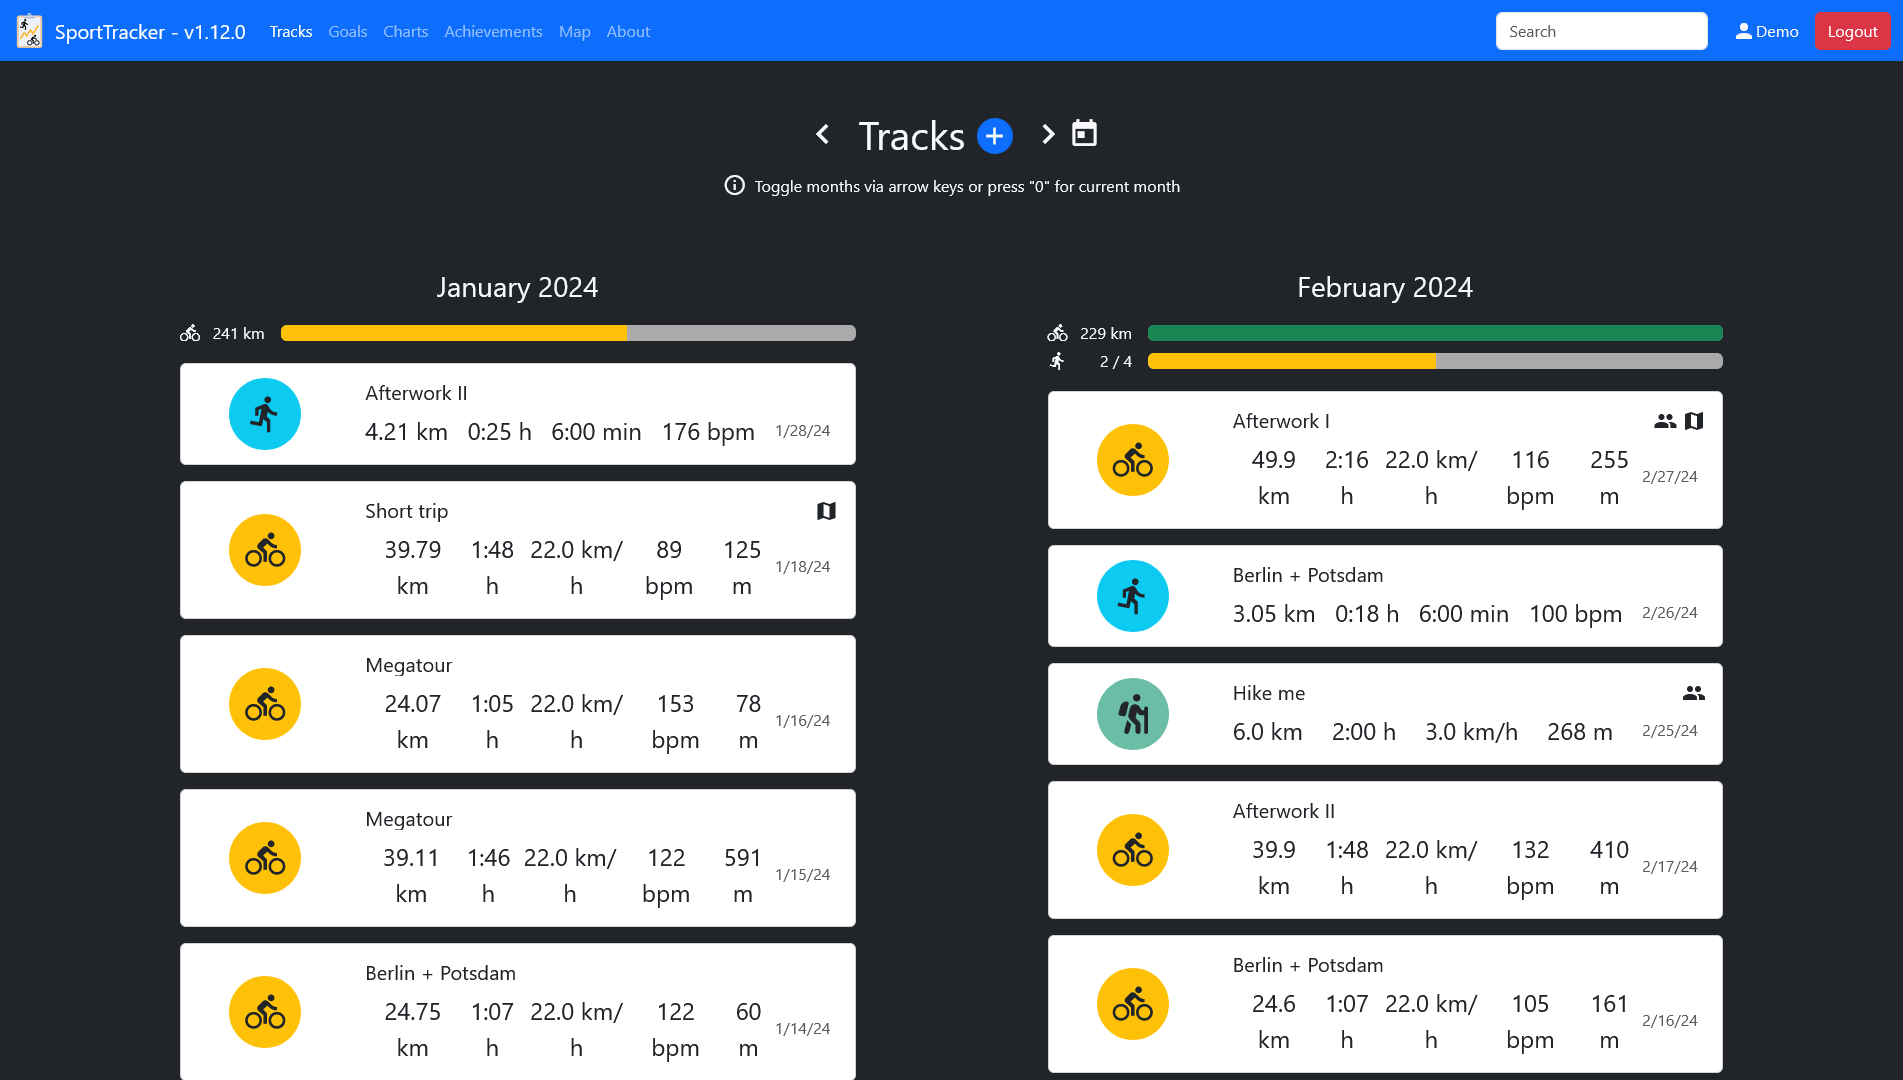 SportTracker - v1.12.0 Tracks Goals Charts Achievements Map About Search Demo Logout
Tracks
Toggle months via arrow keys or press "0" for current month
January 2024
241 km
Afterwork II
4.21 km 0:25 h 6:00 min 176 bpm 1/28/24
Short trip
39.79 1:48 22.0 km/ 89 125
km h h bpm m
1/18/24
Megatour
24.07 1:05 22.0 km/ 153 78
km h h bpm m
1/16/24
Megatour
39.11 1:46 22.0 km/ 122 591
km h h bpm m
1/15/24
Berlin + Potsdam
24.75 1:07 22.0 km/ 122 60
km h h bpm m
1/14/24
February 2024
229 km
2 / 4
Afterwork I
49.9 2:16 22.0 km/ 116 255
km h h bpm m
2/27/24
Berlin + Potsdam
3.05 km 0:18 h 6:00 min 100 bpm 2/26/24
Hike me
6.0 km 2:00 h 3.0 km/h 268 m 2/25/24
Afterwork II
39.9 1:48 22.0 km/ 132 410
km h h bpm m
2/17/24
Berlin + Potsdam
24.6 1:07 22.0 km/ 105 161
km h h bpm m
2/16/24